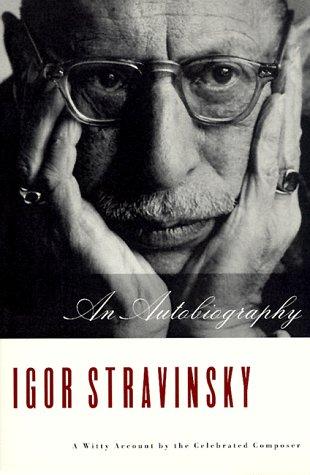 An Autobiography
IGOR STRAVINSKY
A Witty Account by the Celebrated Composer